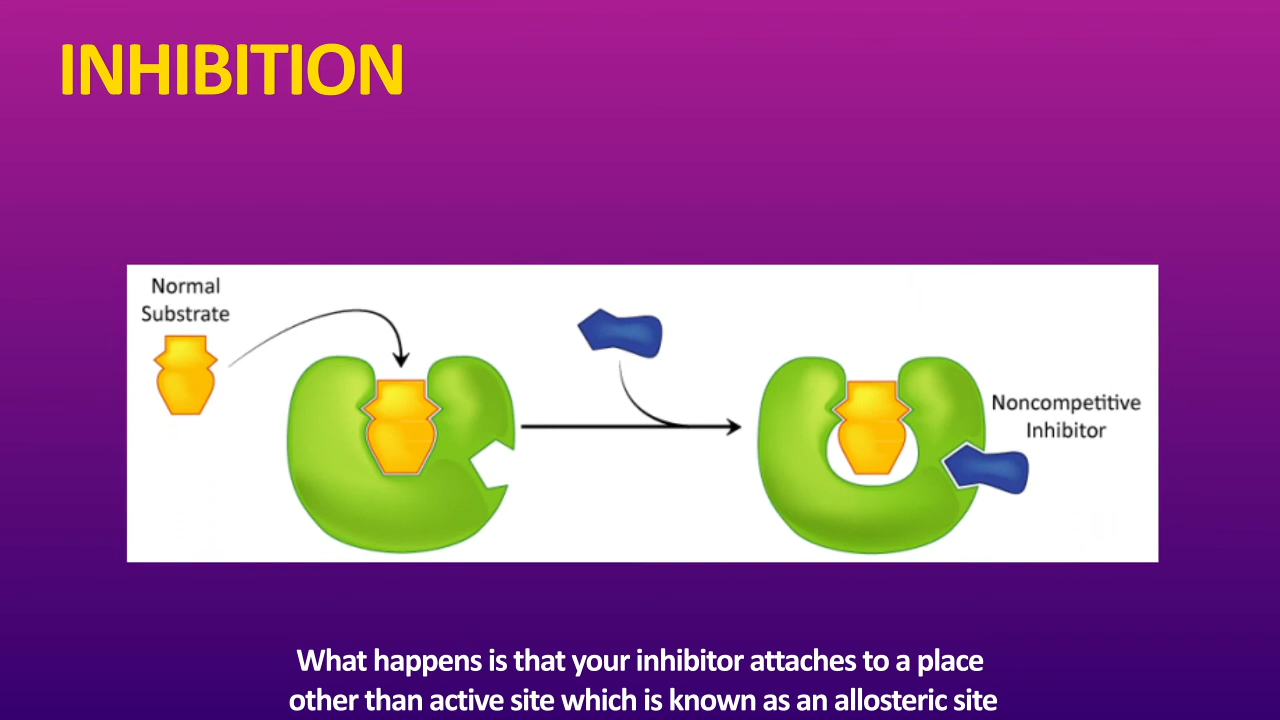 INHIBITION
Normal
Substrate
Noncompetitive
Inhibitor
What happens is that your inhibitor attaches to a place
other than active site which is known as an allosteric site